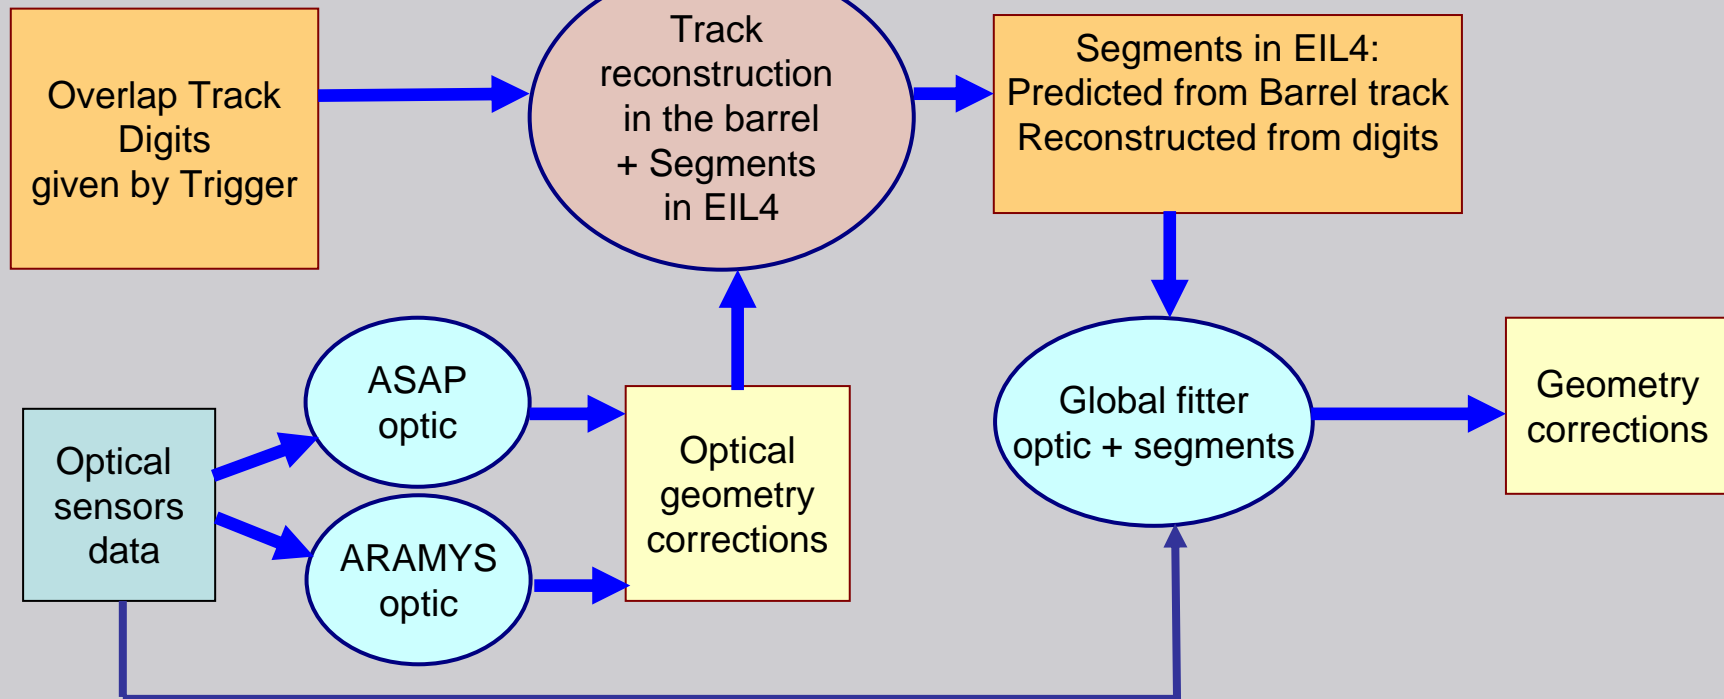 Overlap Track
Digits
given by Trigger
Track
reconstruction
in the barrel
+ Segments
in EIL4
Segments in EIL4:
Predicted from Barrel track
Reconstructed from digits
Optical
sensors
data
ASAP
optic
ARAMYS
optic
Optical
geometry
corrections
Global fitter
optic + segments
Geometry
corrections